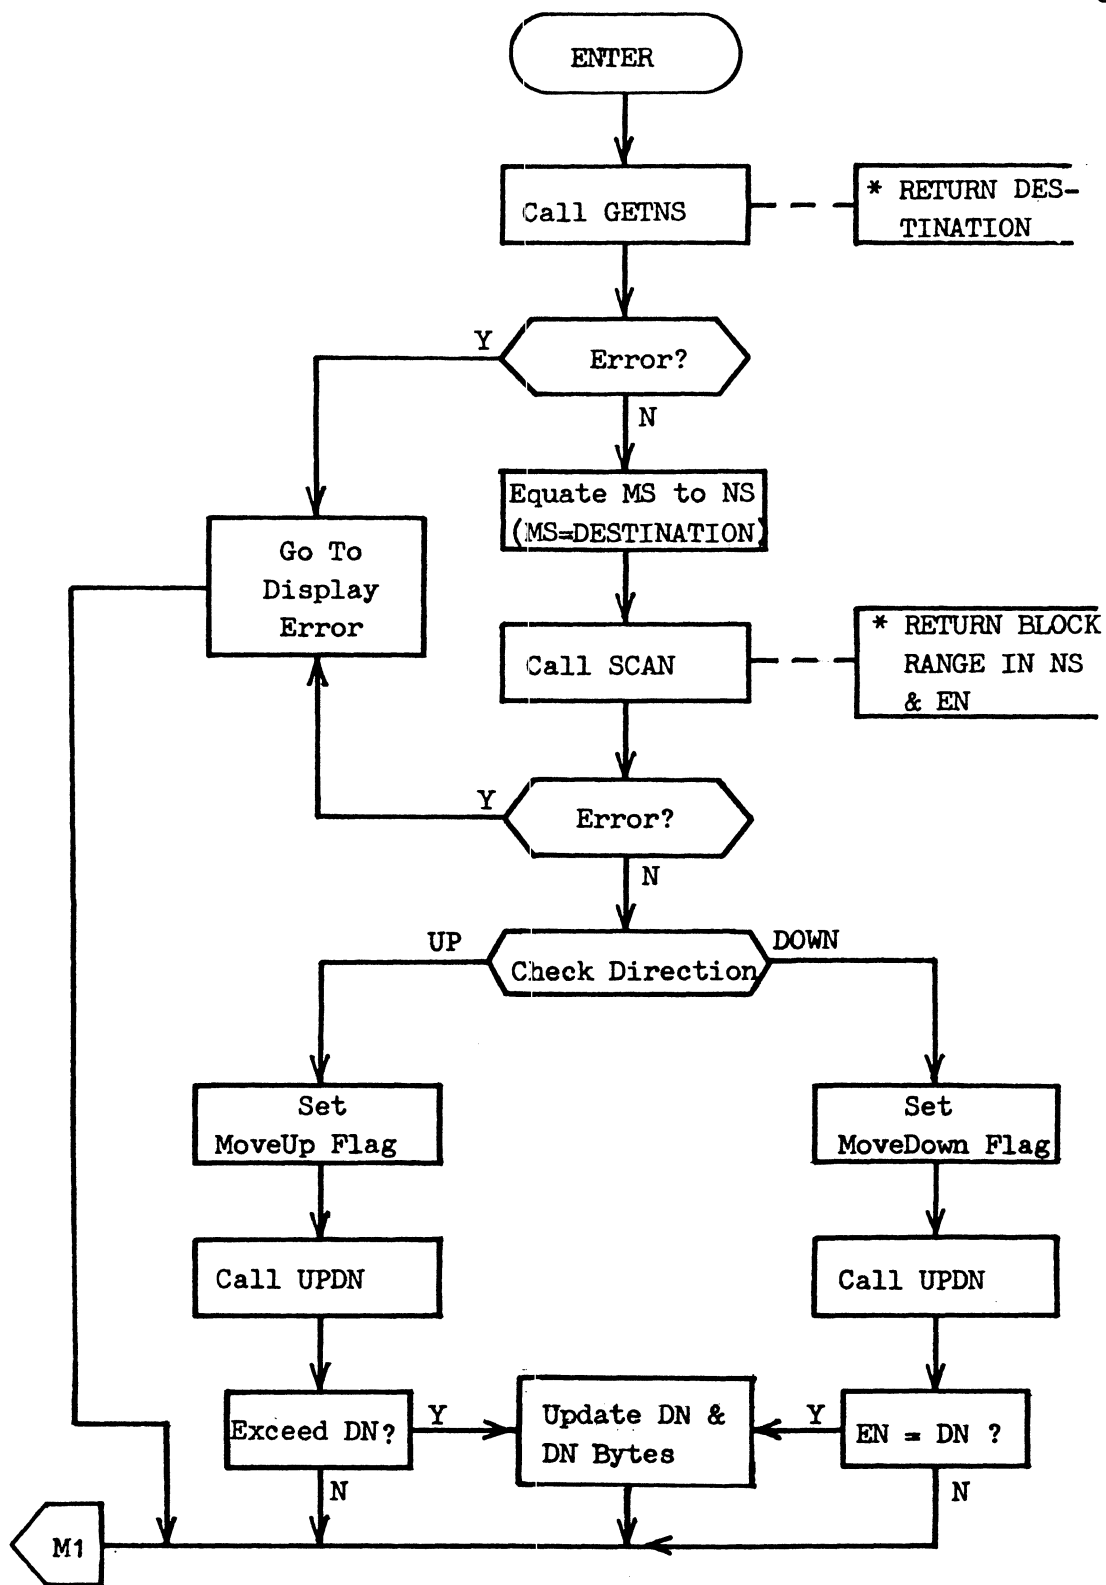 ENTER
Call GETNS
* RETURN DES-
TINATION
Y
Error?
N
Equate MS to NS
(MS=DESTINATION)
Go To
Display
Error
Call SCAN
* RETURN BLOCK
RANGE IN NS
& EN
Y
Error?
N
UP
Check Direction
DOWN
Set
MoveUp Flag
Set
MoveDown Flag
Call UPDN
Call UPDN
Exceed DN?
Y
Update DN &
DN Bytes
Y
EN = DN ?
N
N
M1